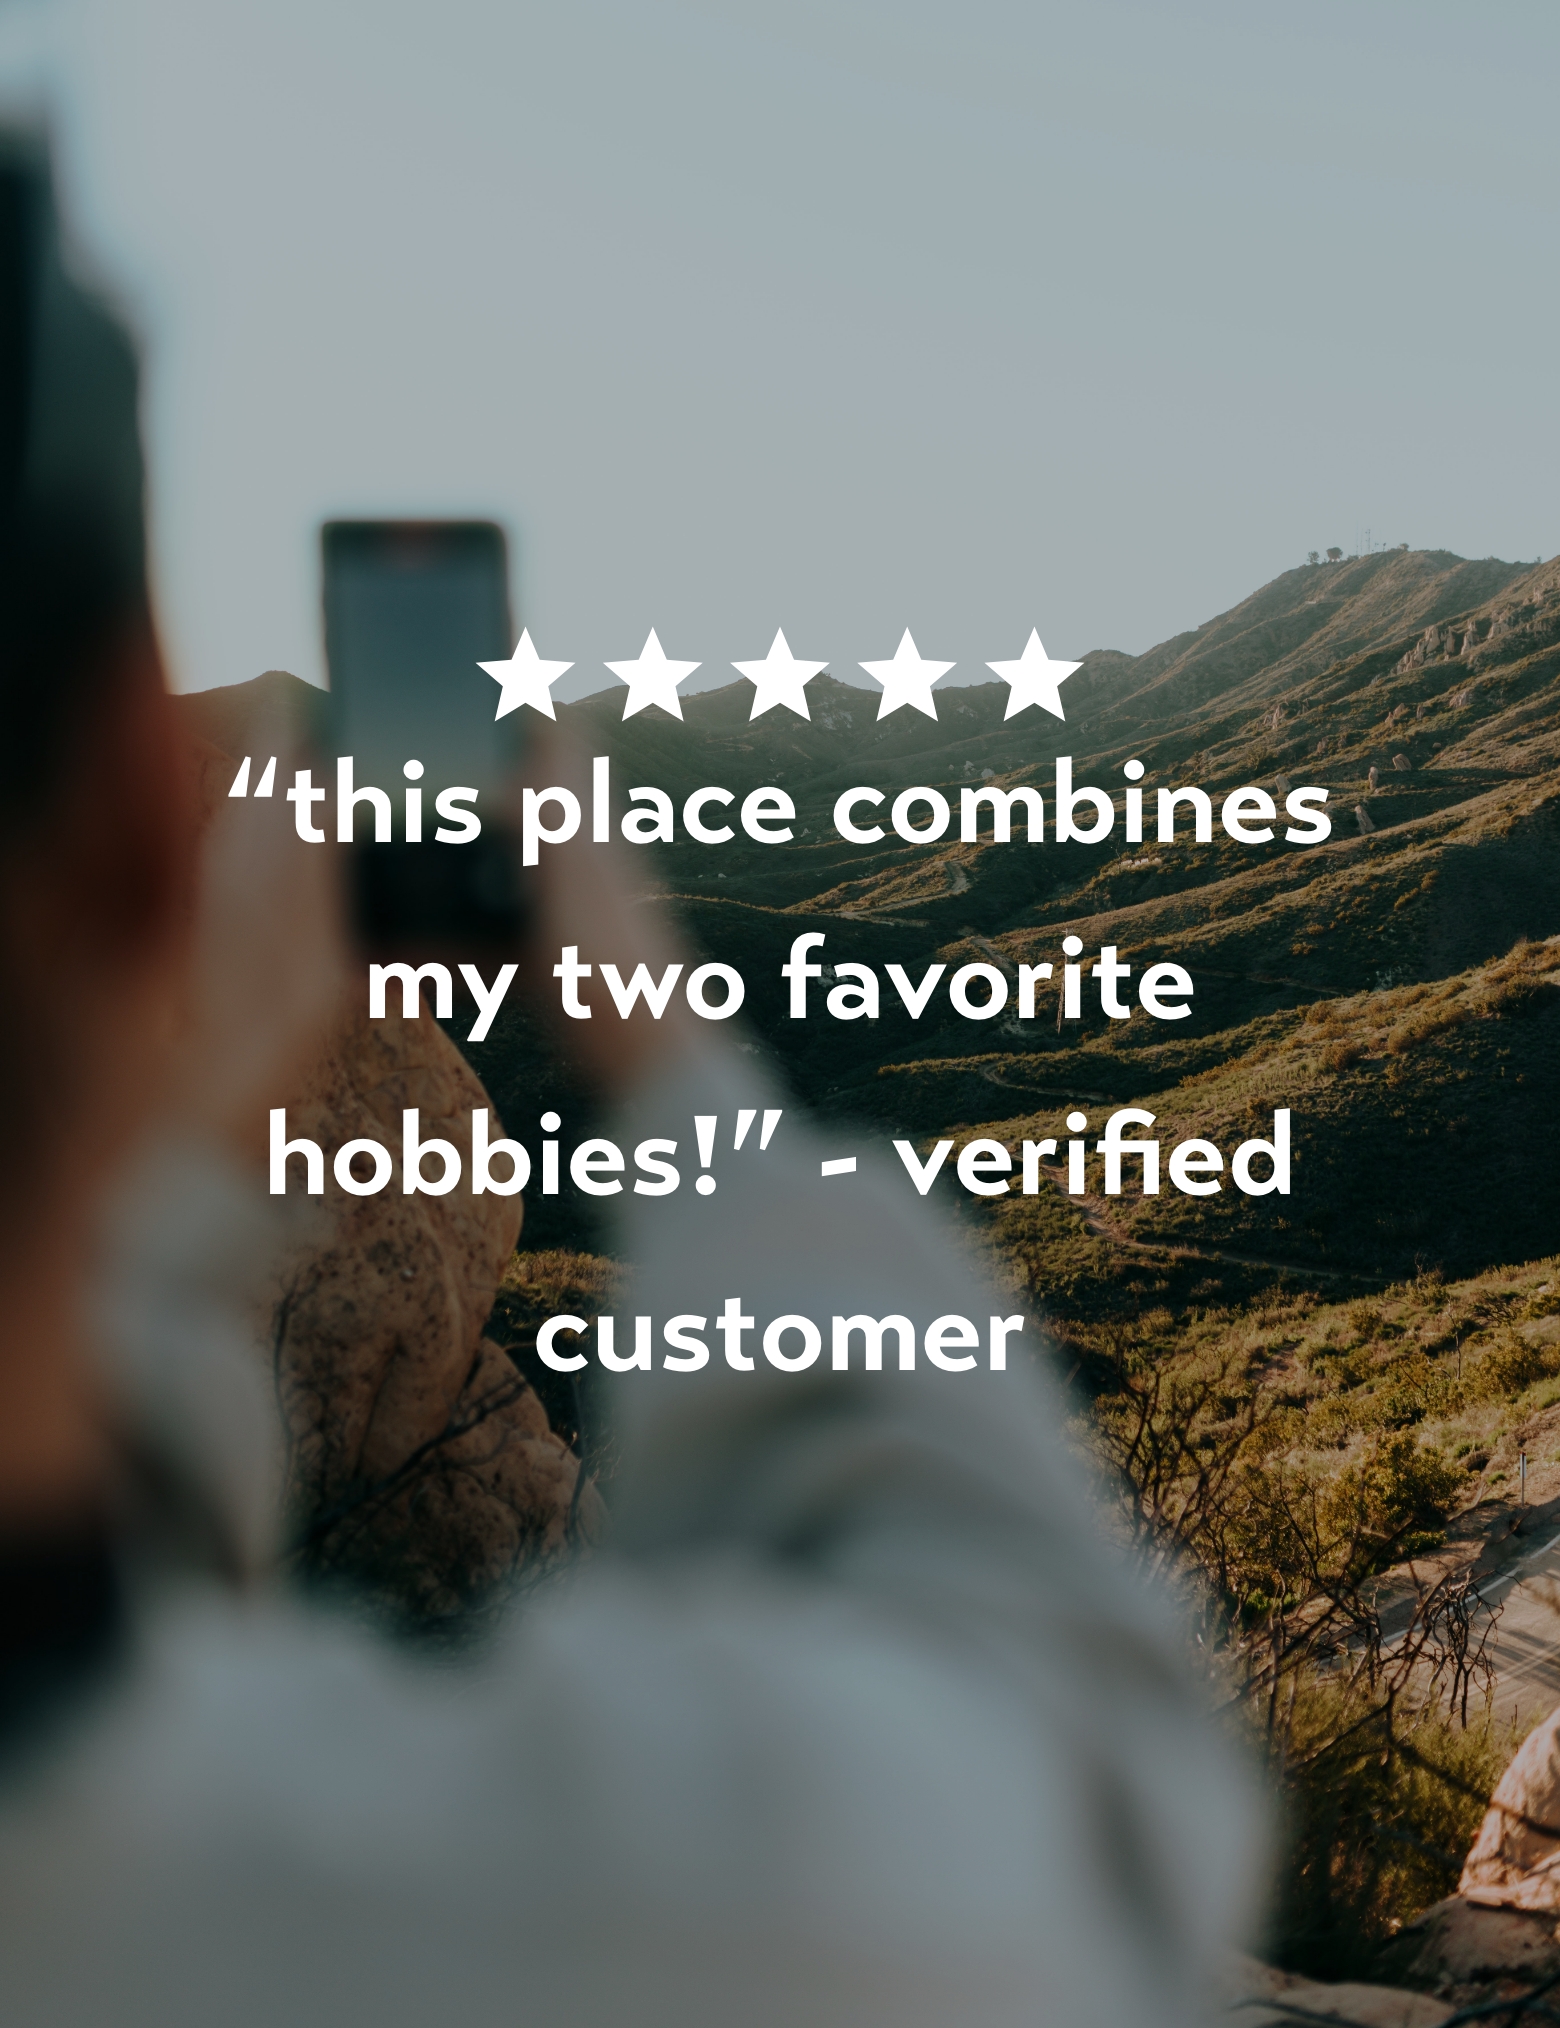 “this place combines
my two favorite
hobbies!” - verified
customer